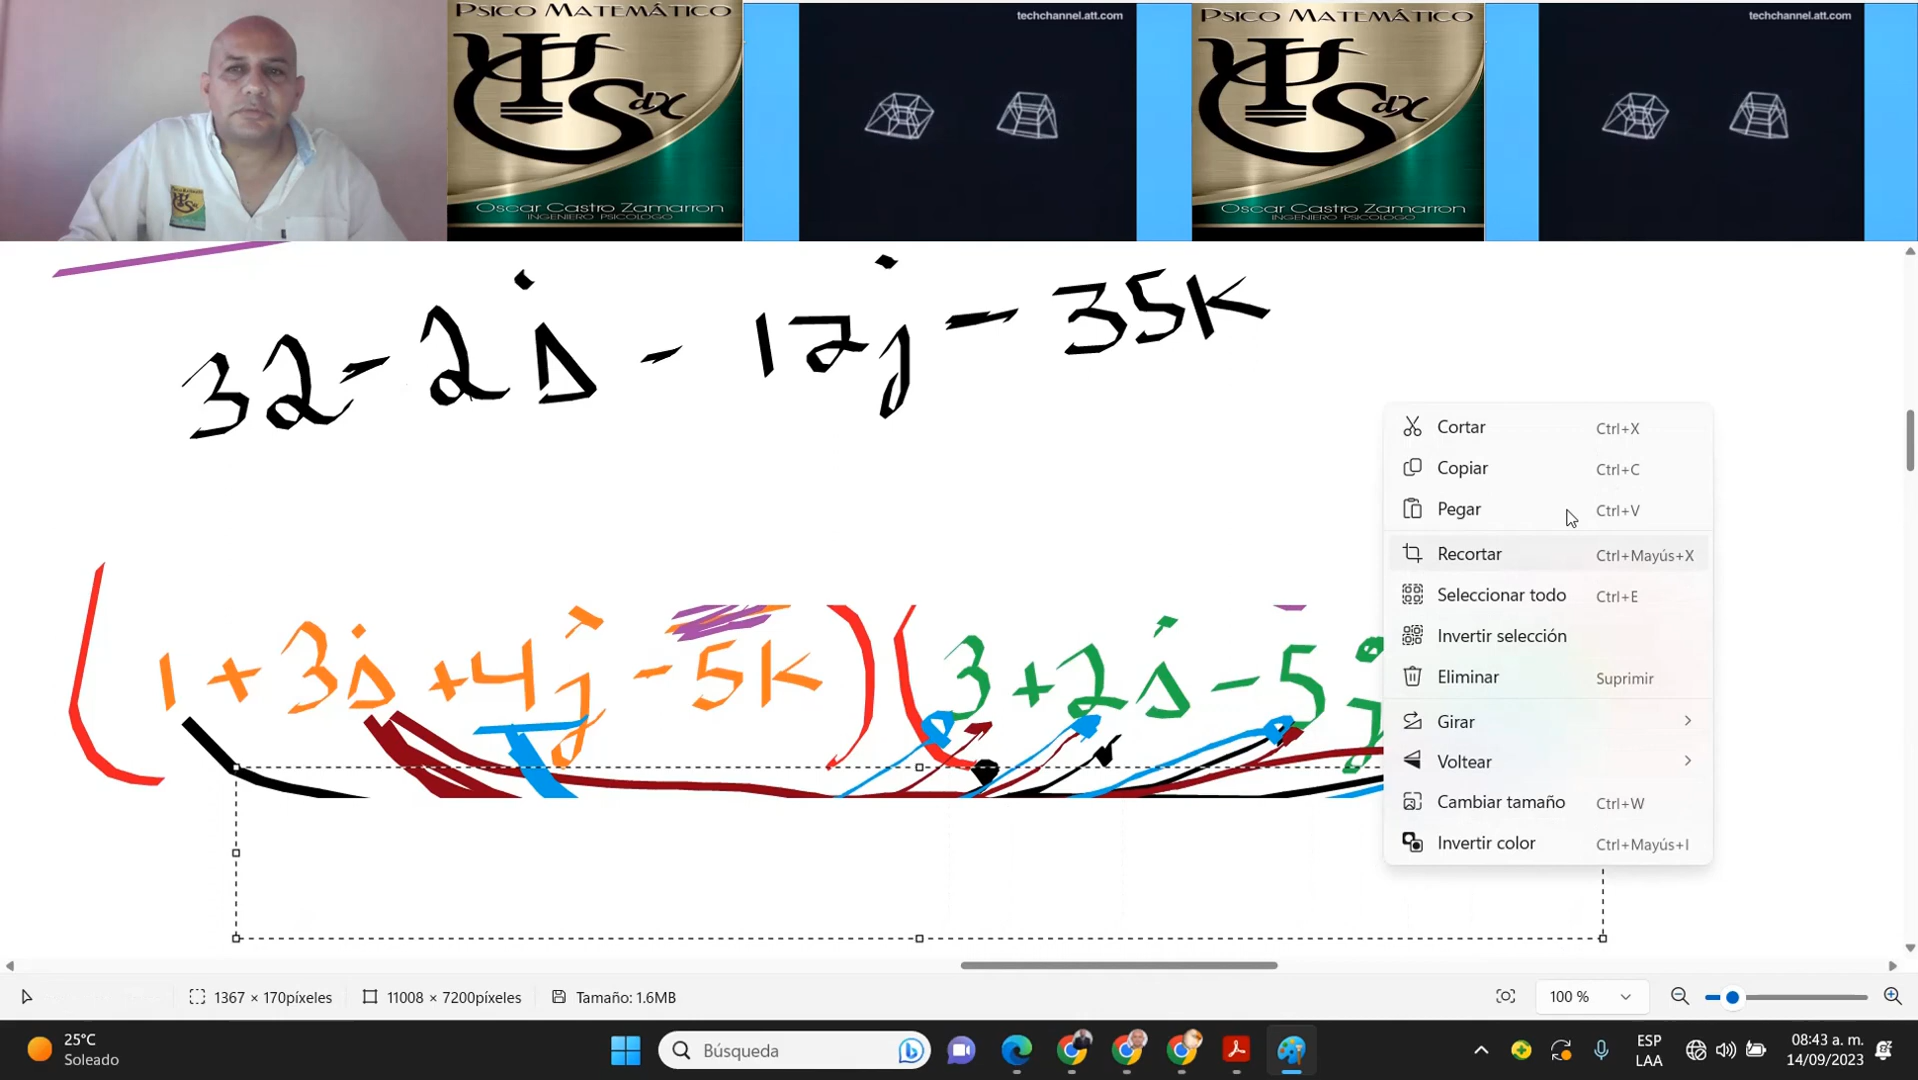 PSICO MATEMÁTICO
dx
Oscar Castro Zamarron
INGENIERO PSICOLOGO
techchannel.att.com
PSICO MATEMÁTICO
dx
Oscar Castro Zamarron
INGENIERO PSICOLOGO
techchannel.att.com
32 - 2i - 12j - 35k
(1 + 3i + 4j - 5k) (3 + 2i - 5j
Cortar Ctrl+X
Copiar Ctrl+C
Pegar Ctrl+V
Recortar Ctrl+Mayús+X
Seleccionar todo Ctrl+E
Invertir selección
Eliminar Suprimir
Girar
Voltear
Cambiar tamaño Ctrl+W
Invertir color Ctrl+Mayús+I
1367 × 170píxeles 11008 × 7200píxeles Tamaño: 1.6MB 100 %
25°C
Soleado
Búsqueda
ESP
LAA
08:43 a. m.
14/09/2023